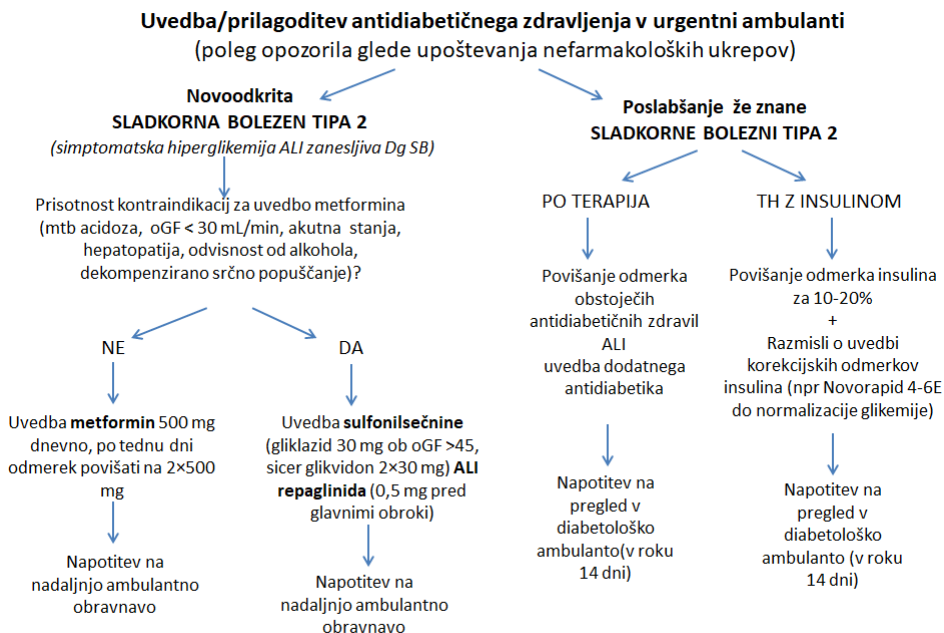 Uvedba/prilagoditev antidiabetičnega zdravljenja v urgentni ambulanti
(poleg opozorila glede upoštevanja nefarmakoloških ukrepov)
Novoodkrita
SLADKORNA BOLEZEN TIPA 2
(simptomatska hiperglikemija ALI zanesljiva Dg SB)
Prisotnost kontraindikacij za uvedbo metformina
(mtb acidoza, oGF < 30 mL/min, akutna stanja,
hepatopatija, odvisnost od alkohola,
dekompenzirano srčno popuščanje)?
NE
Uvedba metformin 500 mg
dnevno, po tednu dni
odmerek povišati na 2×500
mg
Napotitev na
nadaljnjo ambulantno
obravnavo
DA
Uvedba sulfonilsečnine
(gliklazid 30 mg ob oGF >45,
sicer glikvidon 2×30 mg) ALI
repaglinida (0,5 mg pred
glavnimi obroki)
Napotitev na
nadaljnjo ambulantno
obravnavo
Poslabšanje že znane
SLADKORNE BOLEZNI TIPA 2
PO TERAPIJA
Povišanje odmerka
obstoječih
antidiabetičnih zdravil
ALI
uvedba dodatnega
antidiabetika
Napotitev na
pregled v
diabetološko
ambulanto(v roku
14 dni)
TH Z INSULINOM
Povišanje odmerka insulina
za 10-20%
+
Razmisli o uvedbi
korekcijskih odmerkov
insulina (npr Novorapid 4-6E
do normalizacije glikemije)
Napotitev na
pregled v
diabetološko
ambulanto (v roku
14 dni)